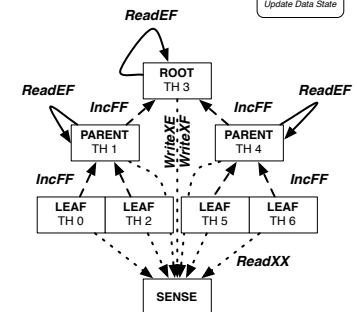 Update Data State
ReadEF
ROOT
TH 3
ReadEF
IncFF
IncFF
ReadEF
PARENT
TH 1
WriteXE
WriteXF
PARENT
TH 4
IncFF
IncFF
LEAF
TH 0
LEAF
TH 2
LEAF
TH 5
LEAF
TH 6
ReadXX
SENSE